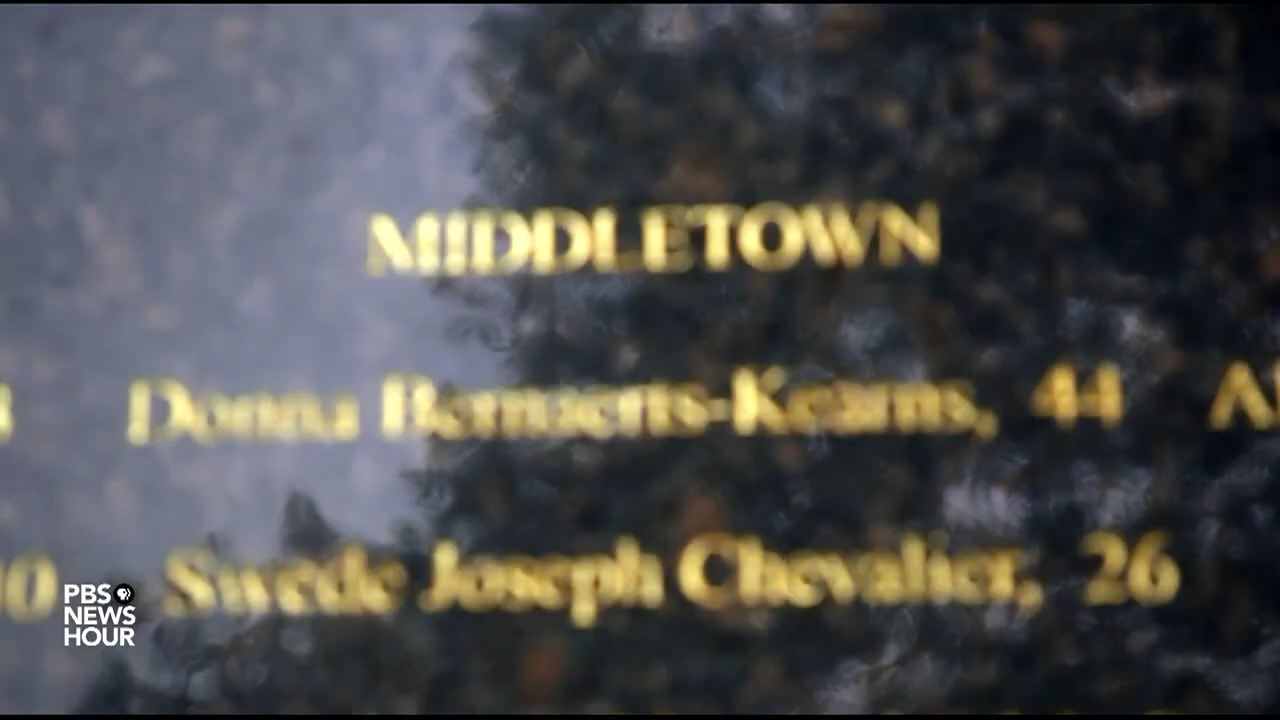 MIDDLETOWN
Donna Bernaerts-Kearns, 44
Swede Joseph Chevalier, 26
PBS
NEWS
HOUR